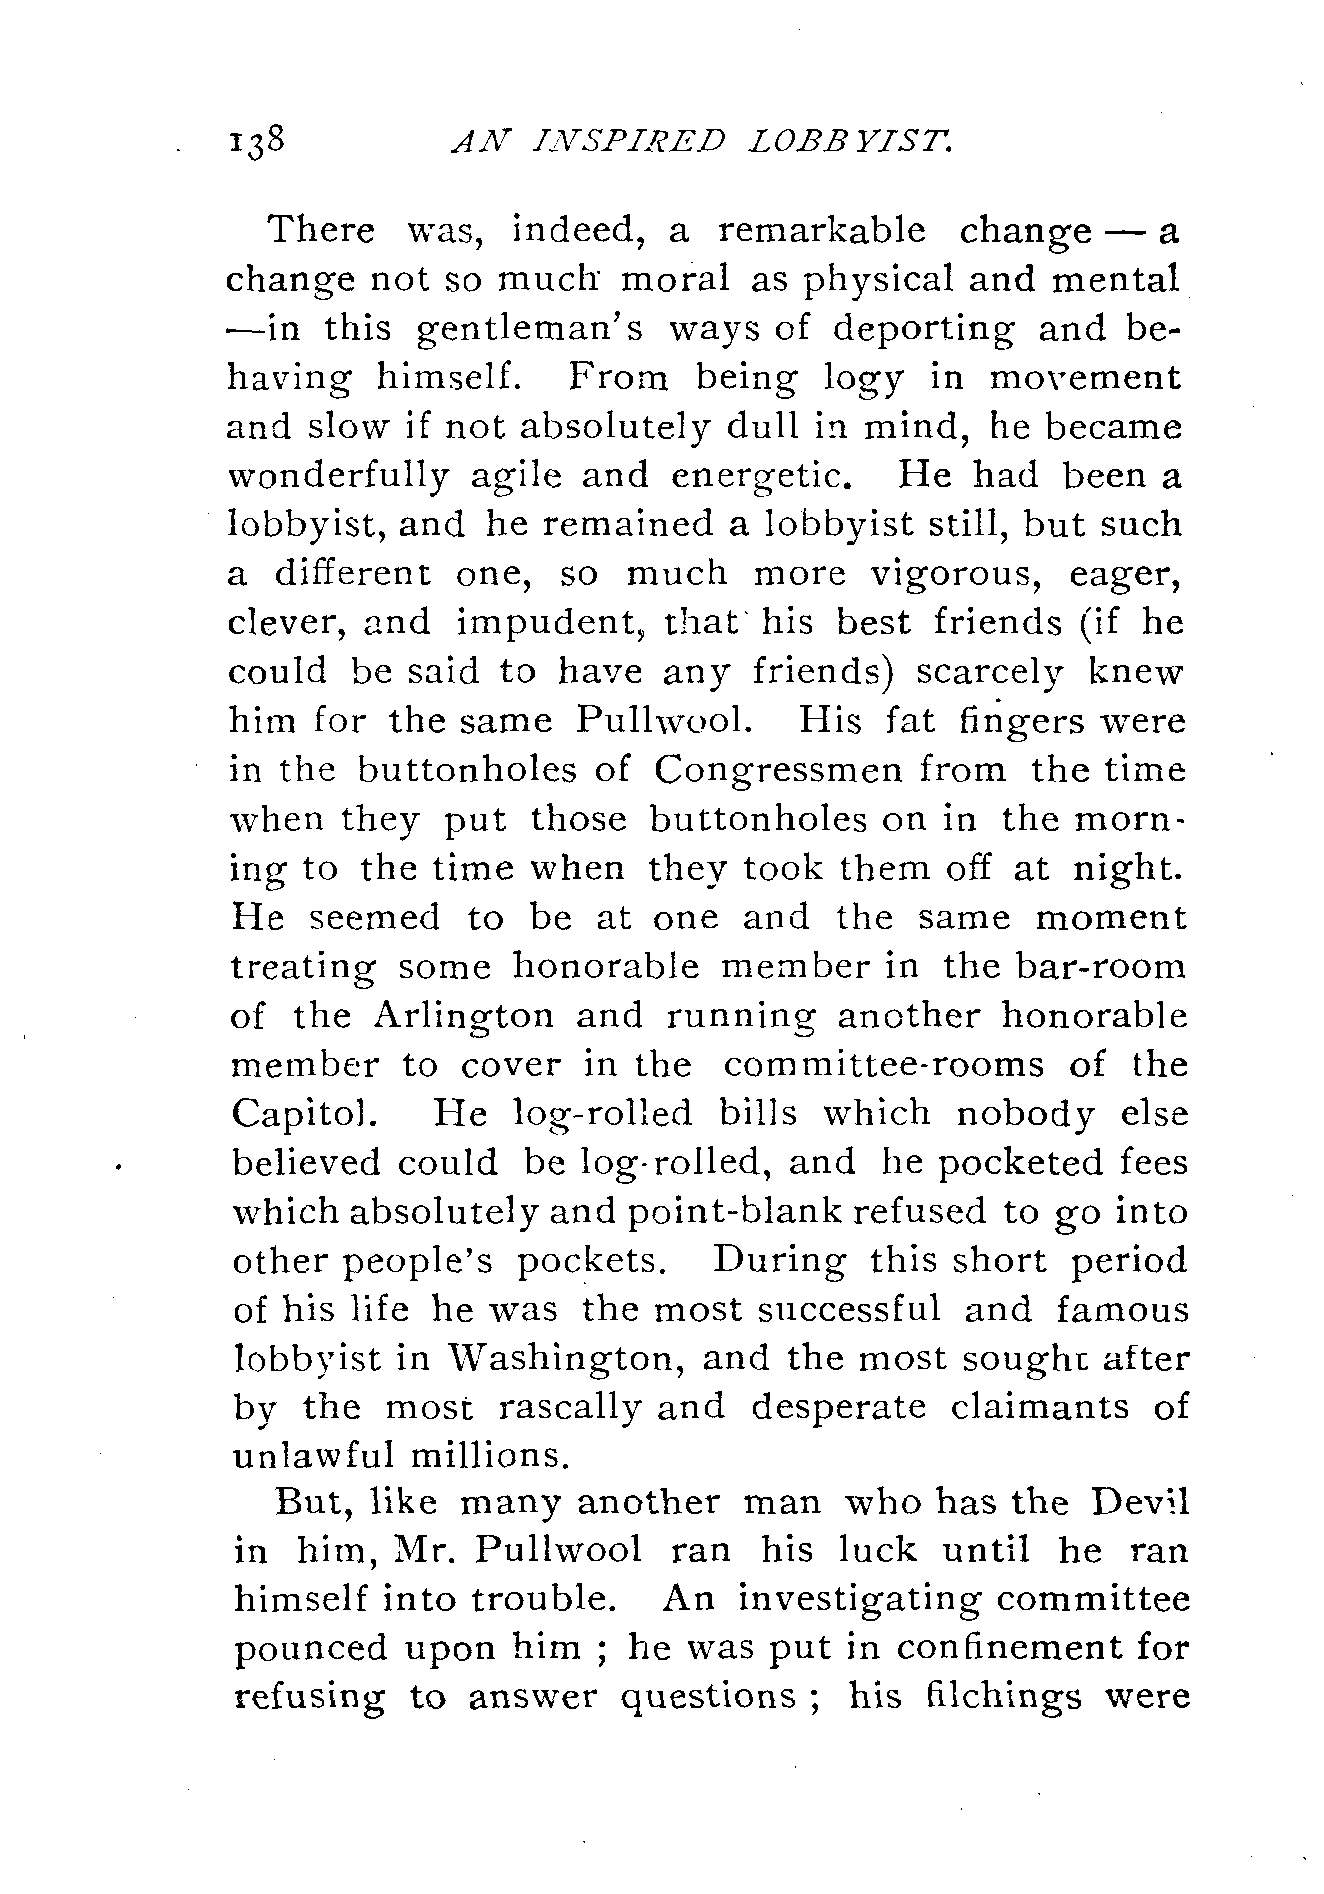 138 AN INSPIRED LOBBYIST.
There was, indeed, a remarkable change — a
change not so much moral as physical and mental
—in this gentleman's ways of deporting and be-
having himself. From being logy in movement
and slow if not absolutely dull in mind, he became
wonderfully agile and energetic. He had been a
lobbyist, and he remained a lobbyist still, but such
a different one, so much more vigorous, eager,
clever, and impudent, that his best friends (if he
could be said to have any friends) scarcely knew
him for the same Pullwool. His fat fingers were
in the buttonholes of Congressmen from the time
when they put those buttonholes on in the morn-
ing to the time when they took them off at night.
He seemed to be at one and the same moment
treating some honorable member in the bar-room
of the Arlington and running another honorable
member to cover in the committee-rooms of the
Capitol. He log-rolled bills which nobody else
believed could be log-rolled, and he pocketed fees
which absolutely and point-blank refused to go into
other people's pockets. During this short period
of his life he was the most successful and famous
lobbyist in Washington, and the most sought after
by the most rascally and desperate claimants of
unlawful millions.
But, like many another man who has the Devil
in him, Mr. Pullwool ran his luck until he ran
himself into trouble. An investigating committee
pounced upon him ; he was put in confinement for
refusing to answer questions ; his filchings were